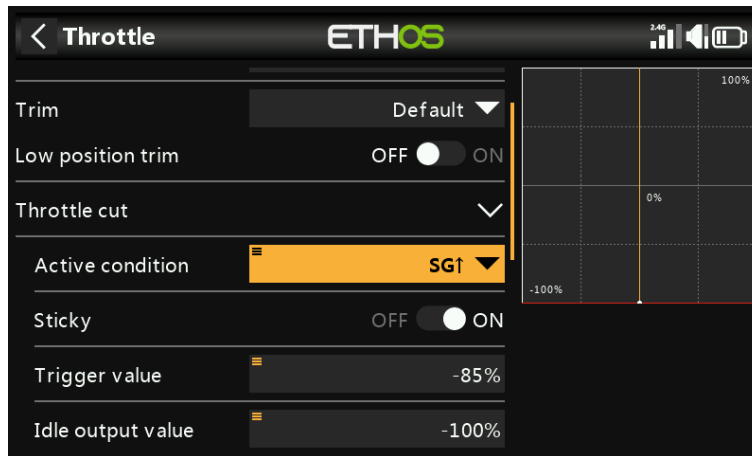 Throttle
ETHOS
2.4G
100%
Trim
Default
Low position trim
OFF ON
Throttle cut
0%
Active condition
SG↑
-100%
Sticky
OFF ON
Trigger value
-85%
Idle output value
-100%